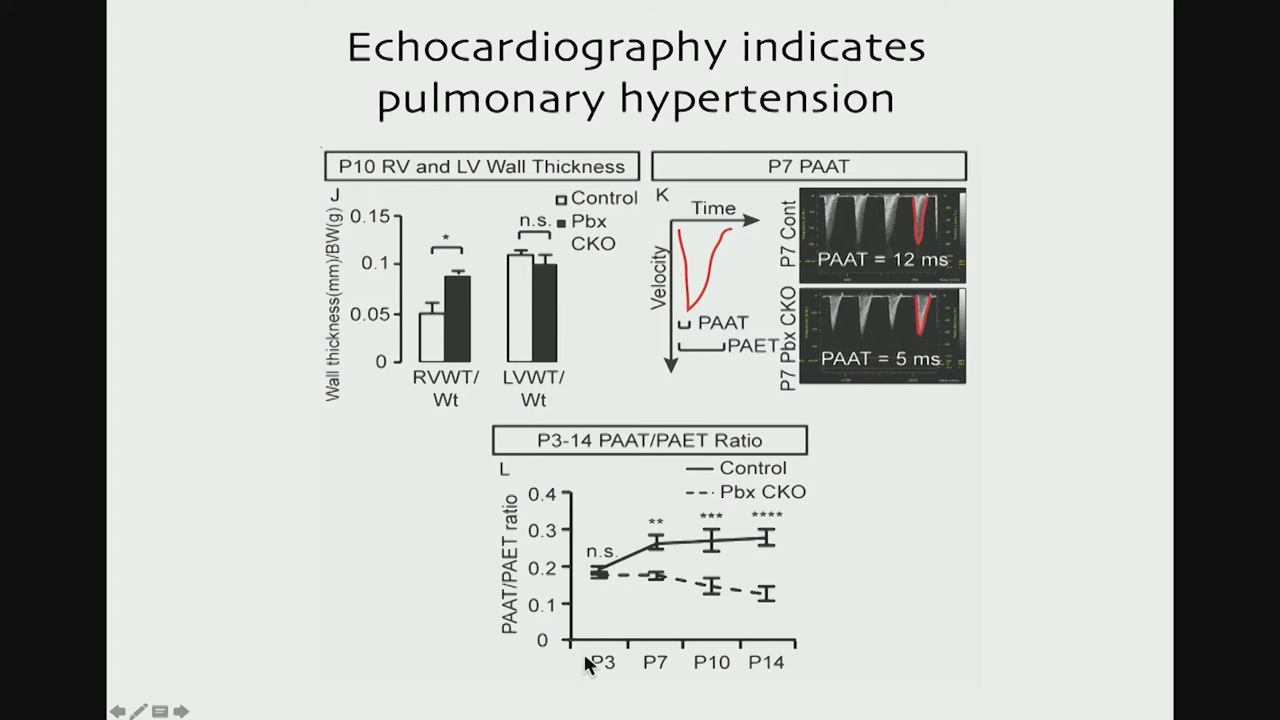 Echocardiography indicates
pulmonary hypertension
P10 RV and LV Wall Thickness
J
Control
Pbx
CKO
Wall thickness(mm)/BW(g)
0.15
0.1
0.05
0
*
n.s.
RVWT/
Wt
LVWT/
Wt
P7 PAAT
K
Time
Velocity
PAAT
PAET
P7 Cont
PAAT = 12 ms
P7 Pbx CKO
PAAT = 5 ms
P3-14 PAAT/PAET Ratio
L
Control
Pbx CKO
PAAT/PAET ratio
0.4
0.3
0.2
0.1
0
n.s.
**
***
****
P3
P7
P10
P14